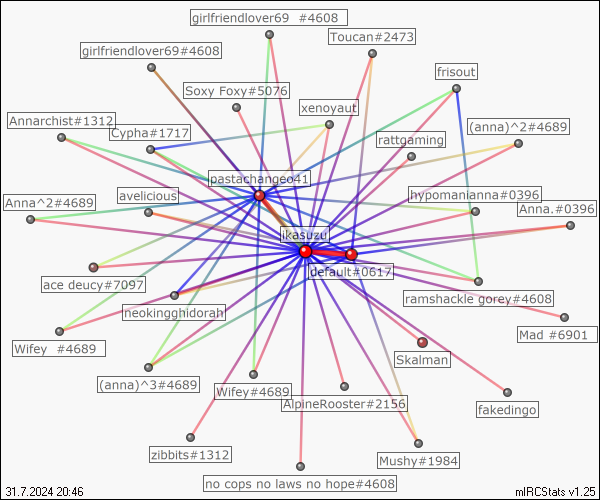 girlfriendlover69 #4608
Toucan#2473
girlfriendlover69#4608
frisout
Soxy Foxy#5076
xenoyaut
Annarchist#1312
Cypha#1717
(anna)^2#4689
rattgaming
pastachangeo41
avelicious
hypomanianna#0396
Anna^2#4689
Anna.#0396
ikasuzu
default#0617
ace deucy#7097
ramshackle gorey#4608
neokingghidorah
Mad #6901
Wifey #4689
Skalman
(anna)^3#4689
Wifey#4689
AlpineRooster#2156
fakedingo
zibbits#1312
Mushy#1984
no cops no laws no hope#4608
31.7.2024 20:46
mIRCStats v1.25